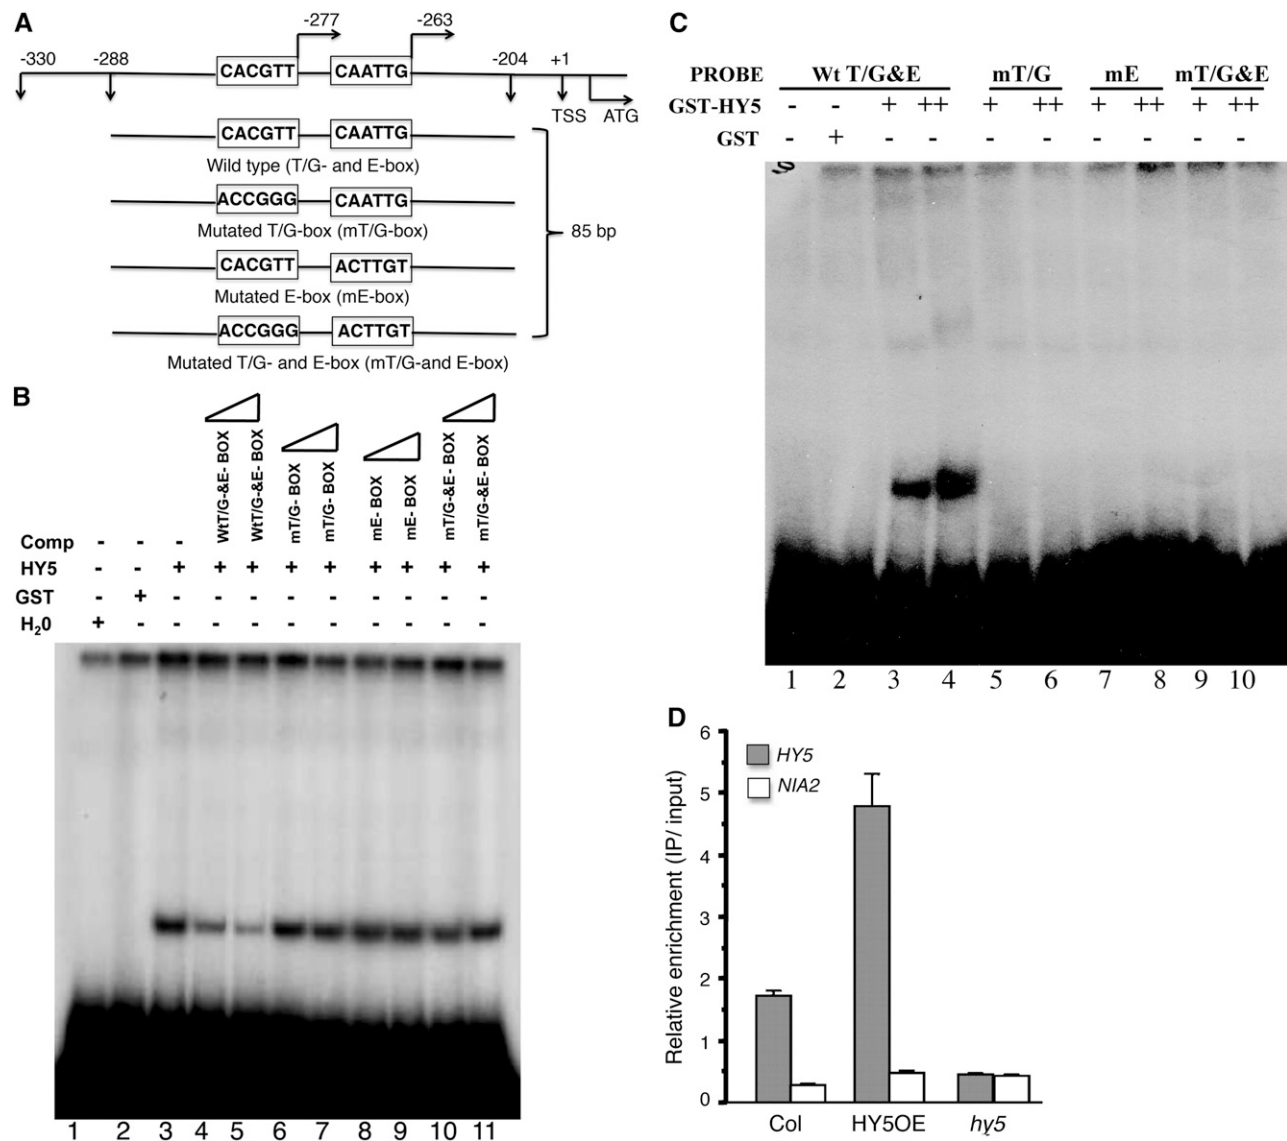 A
-277
-263
-330
-288
CACGTT
CAATTG
-204
+1
TSS
ATG
CACGTT
CAATTG
Wild type (T/G- and E-box)
ACCGGG
CAATTG
Mutated T/G-box (mT/G-box)
85 bp
CACGTT
ACTTGT
Mutated E-box (mE-box)
ACCGGG
ACTTGT
Mutated T/G- and E-box (mT/G-and E-box)
B
WtT/G-&E- BOX
WtT/G-&E- BOX
mT/G- BOX
mT/G- BOX
mE- BOX
mE- BOX
mT/G-&E- BOX
mT/G-&E- BOX
Comp - - -
HY5 - - + + + + + + + + +
GST - + - - - - - - - - -
H20 + - - - - - - - - - -
1 2 3 4 5 6 7 8 9 10 11
C
PROBE Wt T/G&E mT/G mE mT/G&E
GST-HY5 - - + ++ + ++ + ++ + ++
GST - + - - - - - - - -
1 2 3 4 5 6 7 8 9 10
D
Relative enrichment (IP/ input)
6
5
4
3
2
1
0
HY5
NIA2
Col HY5OE hy5